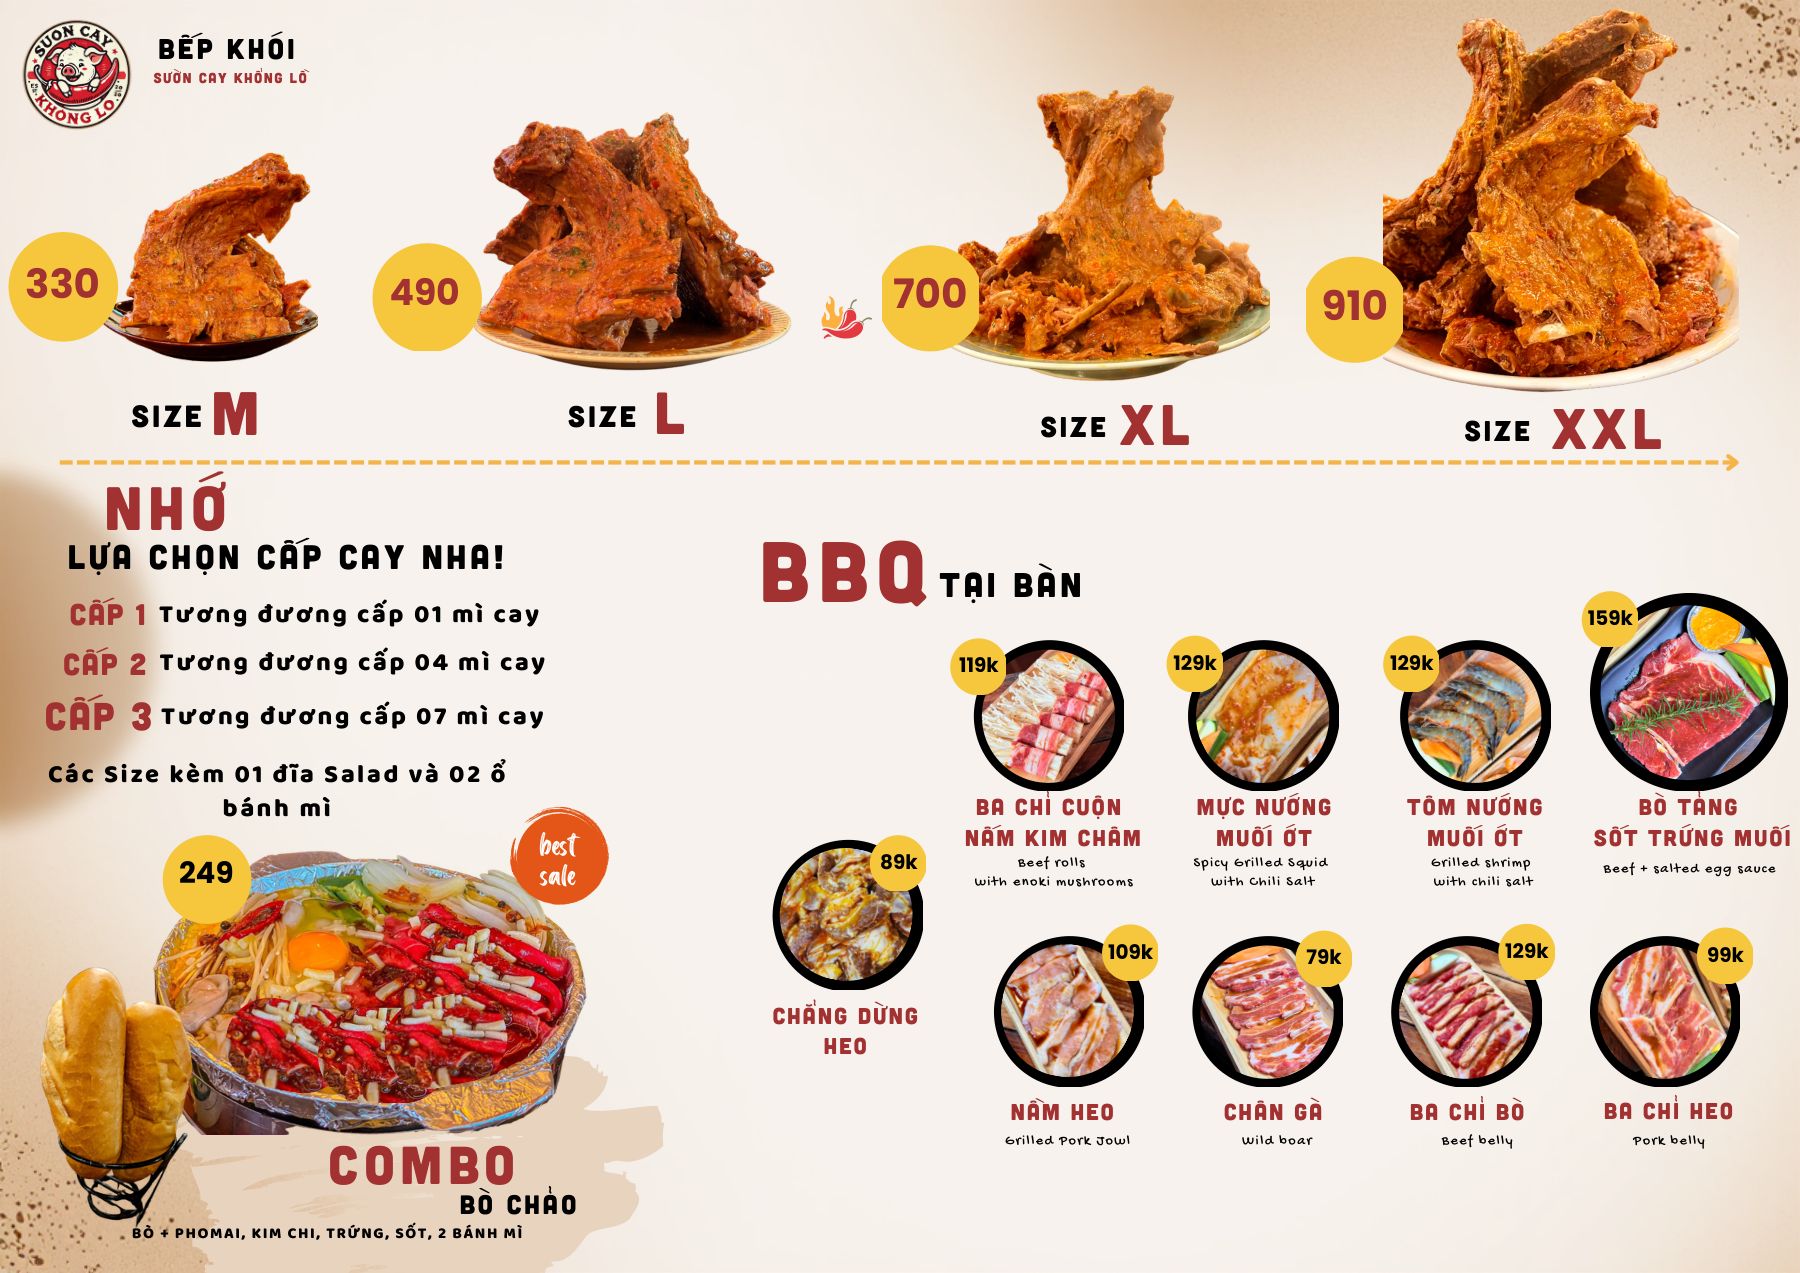 SUON CAY
KHÔNG LO
BẾP KHÓI
SƯỜN CAY KHỔNG LỒ
330
490
700
910
SIZE M
SIZE L
SIZE XL
SIZE XXL
NHỚ
LỰA CHỌN CẤP CAY NHA!
CẤP 1 Tương đương cấp 01 mì cay
CẤP 2 Tương đương cấp 04 mì cay
CẤP 3 Tương đương cấp 07 mì cay
Các Size kèm 01 đĩa Salad và 02 ổ
bánh mì
249
best
sale
COMBO
BÒ CHẢO
BÒ + PHOMAI, KIM CHI, TRỨNG, SỐT, 2 BÁNH MÌ
BBQ TẠI BÀN
119k
BA CHỈ CUỘN
NẤM KIM CHÂM
Beef rolls
with enoki mushrooms
129k
MỰC NƯỚNG
MUỐI ỚT
Spicy Grilled Squid
with Chili Salt
129k
TÔM NƯỚNG
MUỐI ỚT
Grilled shrimp
with chili salt
159k
BÒ TẢNG
SỐT TRỨNG MUỐI
Beef + salted egg sauce
89k
CHẲNG DỪNG
HEO
109k
NẦM HEO
Grilled Pork Jowl
79k
CHÂN GÀ
Wild boar
129k
BA CHỈ BÒ
Beef belly
99k
BA CHỈ HEO
Pork belly